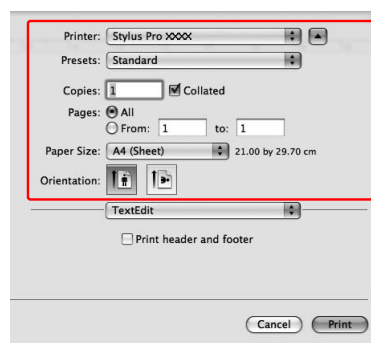 Printer: Stylus Pro XXXX
Presets: Standard
Copies: 1 Collated
Pages: All
From: 1 to: 1
Paper Size: A4 (Sheet) 21.00 by 29.70 cm
Orientation:
TextEdit
Print header and footer
Cancel Print